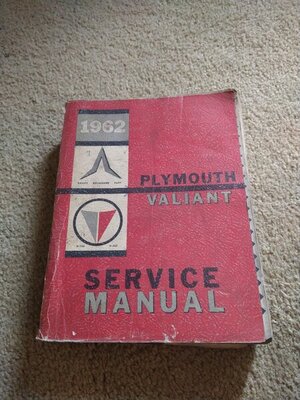 1962
PLYMOUTH
VALIANT
SERVICE
MANUAL